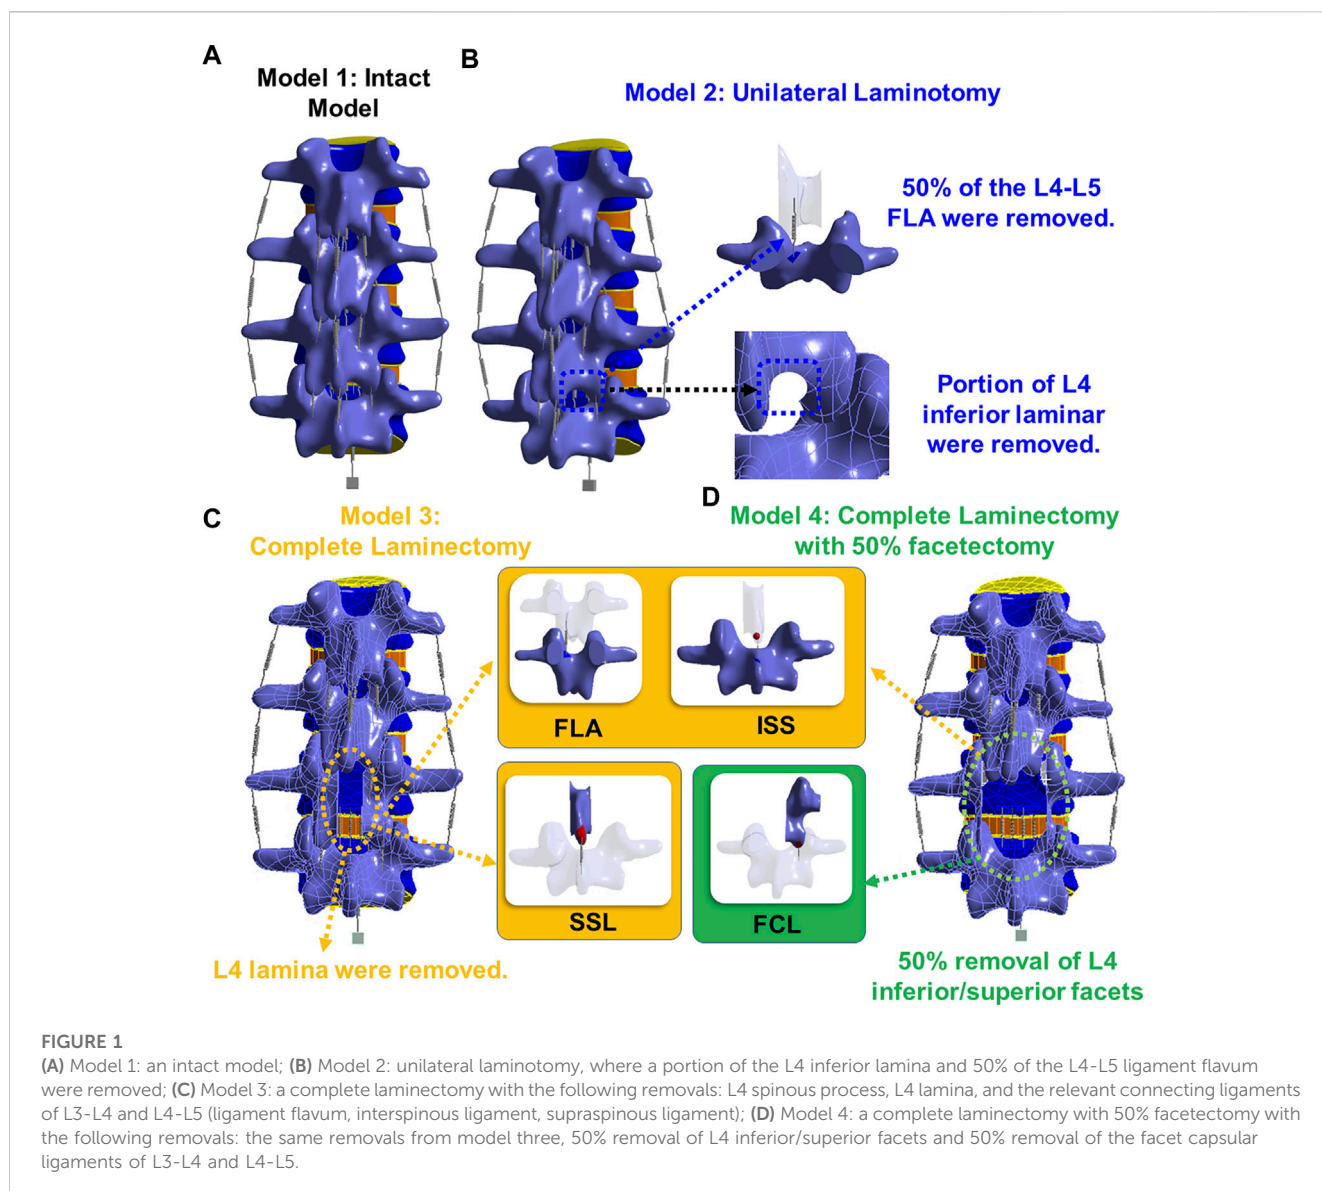 A
Model 1: Intact
Model
B
Model 2: Unilateral Laminotomy
50% of the L4-L5
FLA were removed.
Portion of L4
inferior laminar
were removed.
C
Model 3:
Complete Laminectomy
D
Model 4: Complete Laminectomy
with 50% facetectomy
FLA
ISS
SSL
FCL
L4 lamina were removed.
50% removal of L4
inferior/superior facets
FIGURE 1
(A) Model 1: an intact model; (B) Model 2: unilateral laminotomy, where a portion of the L4 inferior lamina and 50% of the L4-L5 ligament flavum
were removed; (C) Model 3: a complete laminectomy with the following removals: L4 spinous process, L4 lamina, and the relevant connecting ligaments
of L3-L4 and L4-L5 (ligament flavum, interspinous ligament, supraspinous ligament); (D) Model 4: a complete laminectomy with 50% facetectomy with
the following removals: the same removals from model three, 50% removal of L4 inferior/superior facets and 50% removal of the facet capsular
ligaments of L3-L4 and L4-L5.